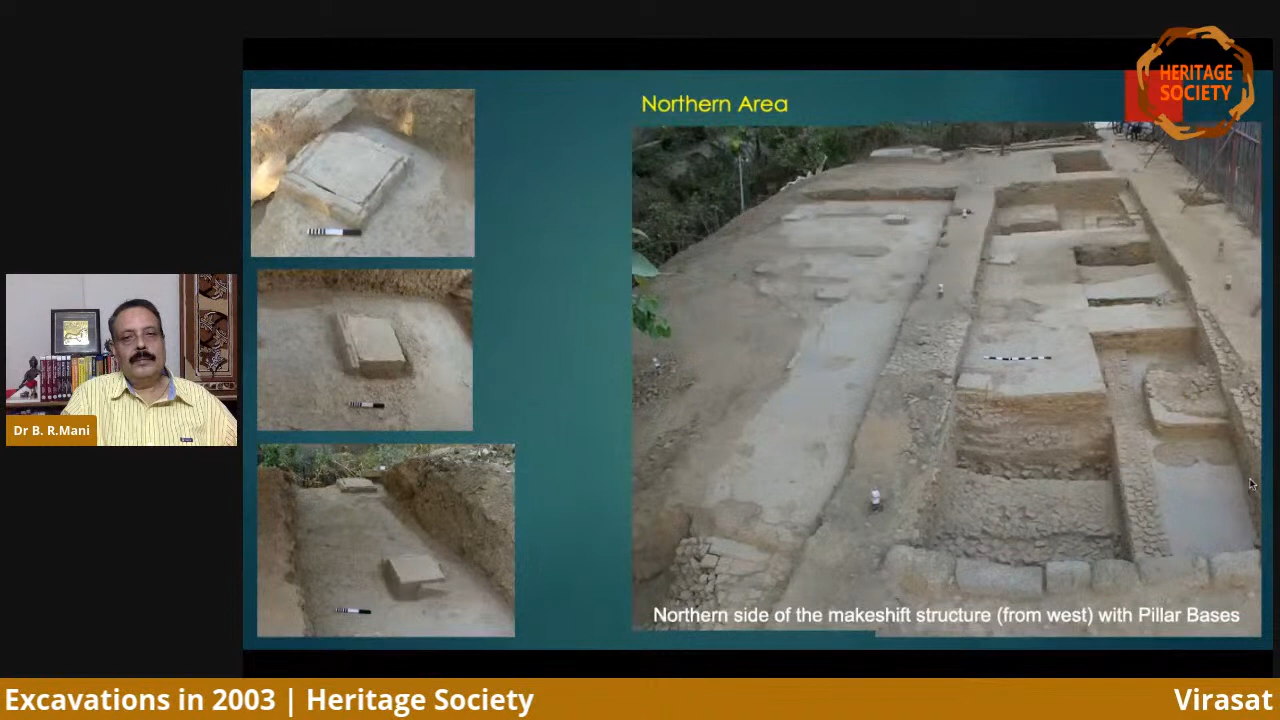 Northern Area
HERITAGE
SOCIETY
Dr B. R.Mani
Northern side of the makeshift structure (from west) with Pillar Bases
Excavations in 2003 | Heritage Society
Virasat